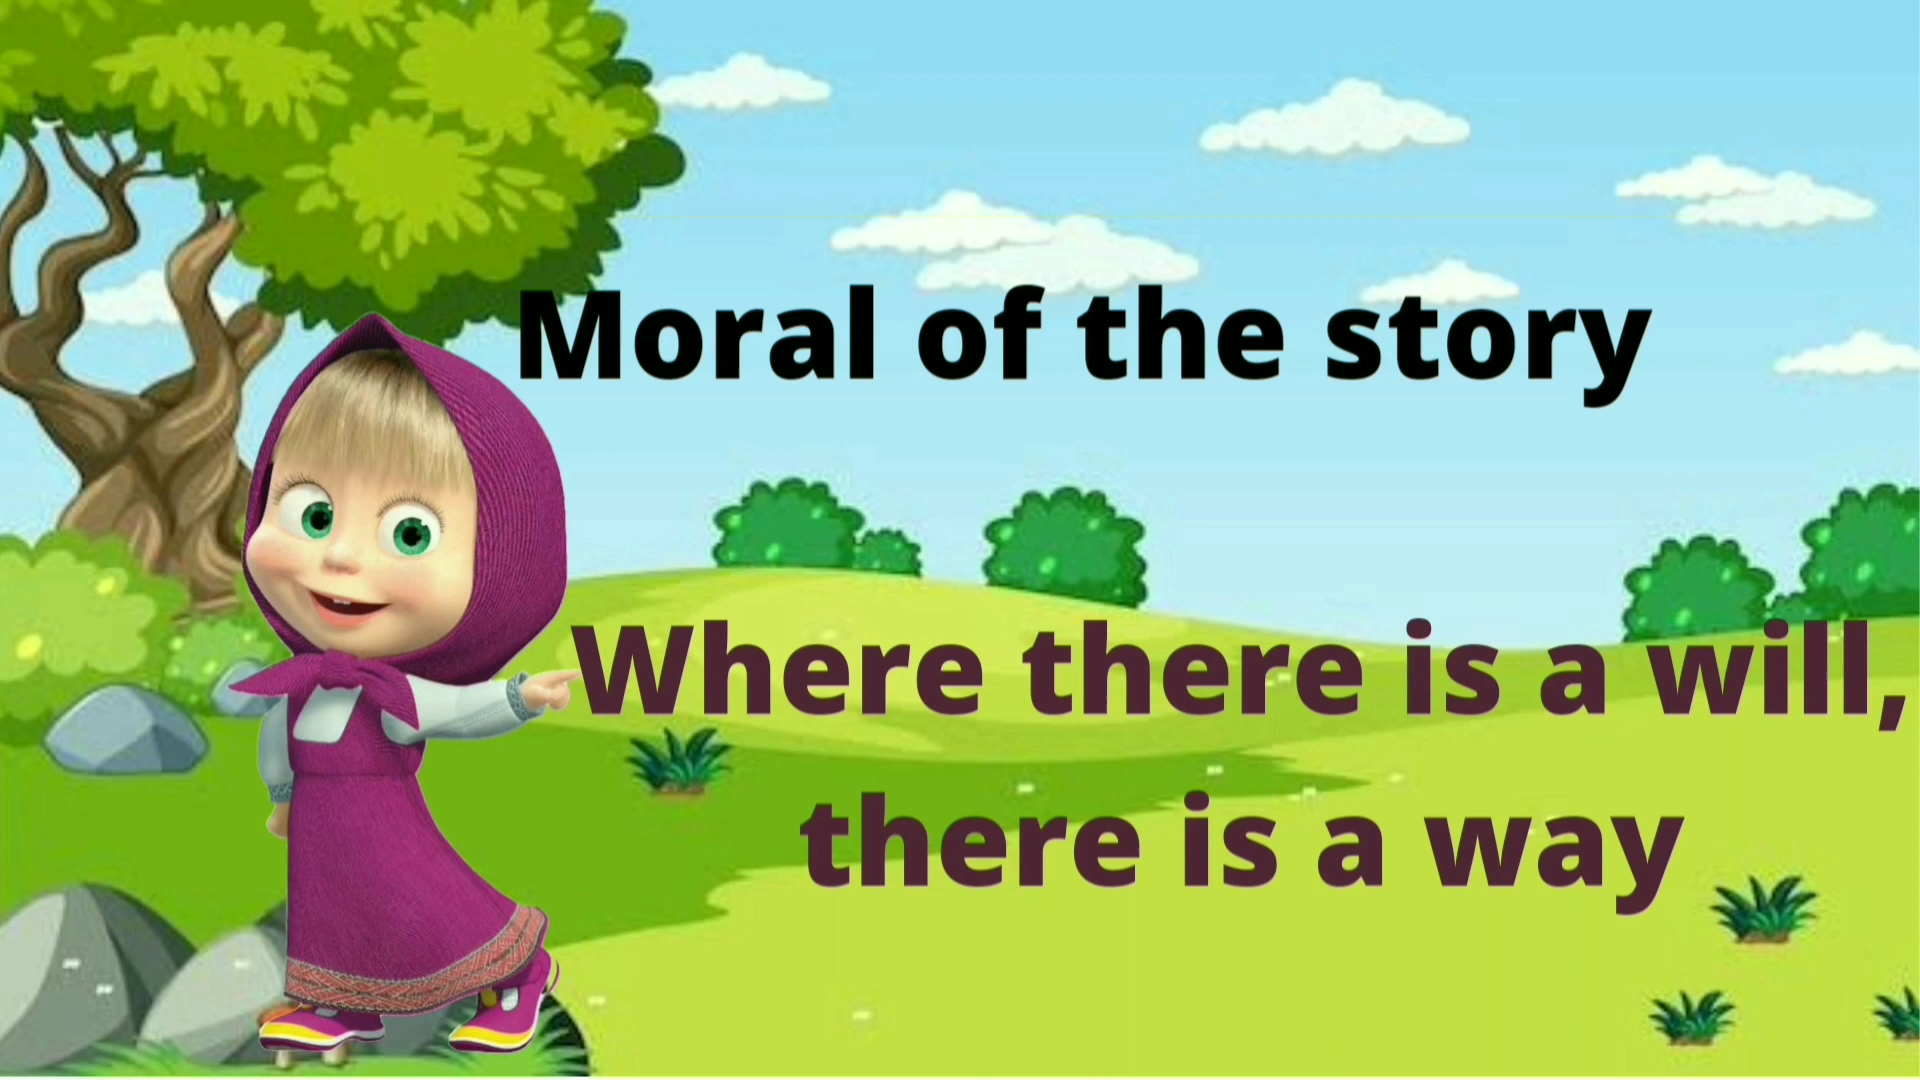 Moral of the story
Where there is a will,
there is a way